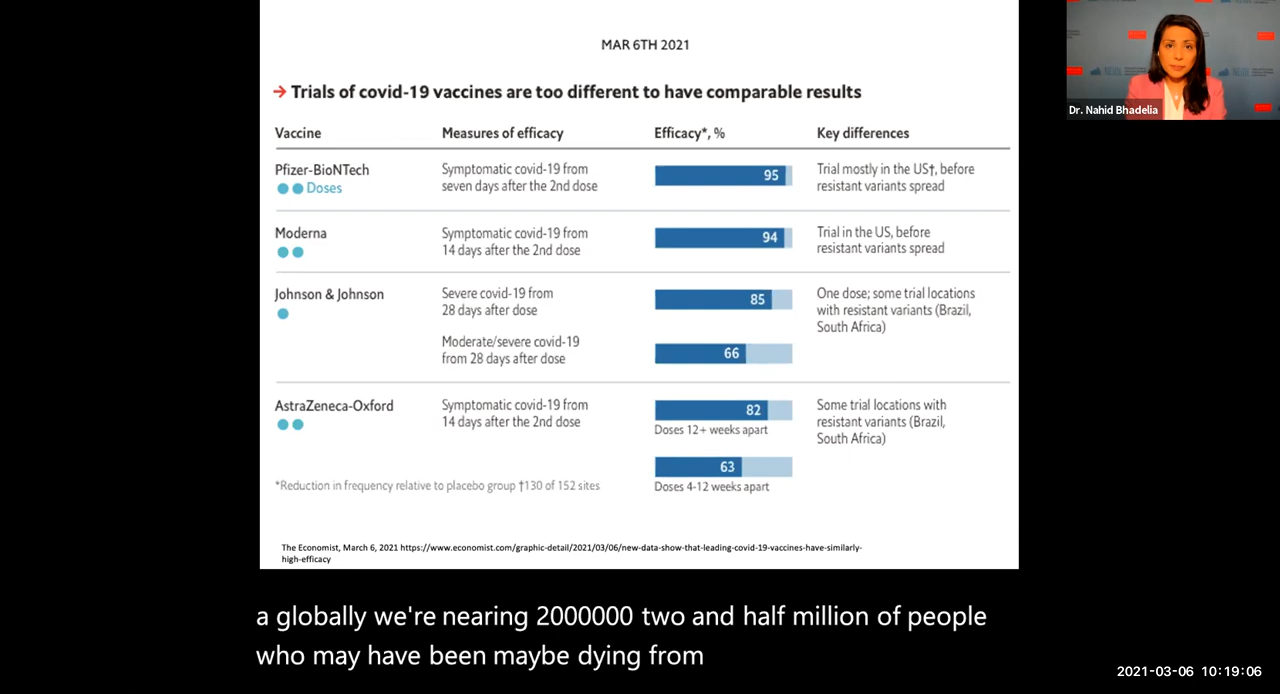 MAR 6TH 2021
→ Trials of covid-19 vaccines are too different to have comparable results
Vaccine Measures of efficacy Efficacy*, % Key differences
Pfizer-BioNTech
Doses
Symptomatic covid-19 from
seven days after the 2nd dose
95
Trial mostly in the US†, before
resistant variants spread
Moderna
Symptomatic covid-19 from
14 days after the 2nd dose
94
Trial in the US, before
resistant variants spread
Johnson & Johnson
Severe covid-19 from
28 days after dose
85
One dose; some trial locations
with resistant variants (Brazil,
South Africa)
Moderate/severe covid-19
from 28 days after dose
66
AstraZeneca-Oxford
Symptomatic covid-19 from
14 days after the 2nd dose
82
Doses 12+ weeks apart
Some trial locations with
resistant variants (Brazil,
South Africa)
63
Doses 4-12 weeks apart
*Reduction in frequency relative to placebo group †130 of 152 sites
The Economist, March 6, 2021 https://www.economist.com/graphic-detail/2021/03/06/new-data-show-that-leading-covid-19-vaccines-have-similarly-
high-efficacy
Dr. Nahid Bhadelia
a globally we're nearing 2000000 two and half million of people
who may have been maybe dying from
2021-03-06 10:19:06